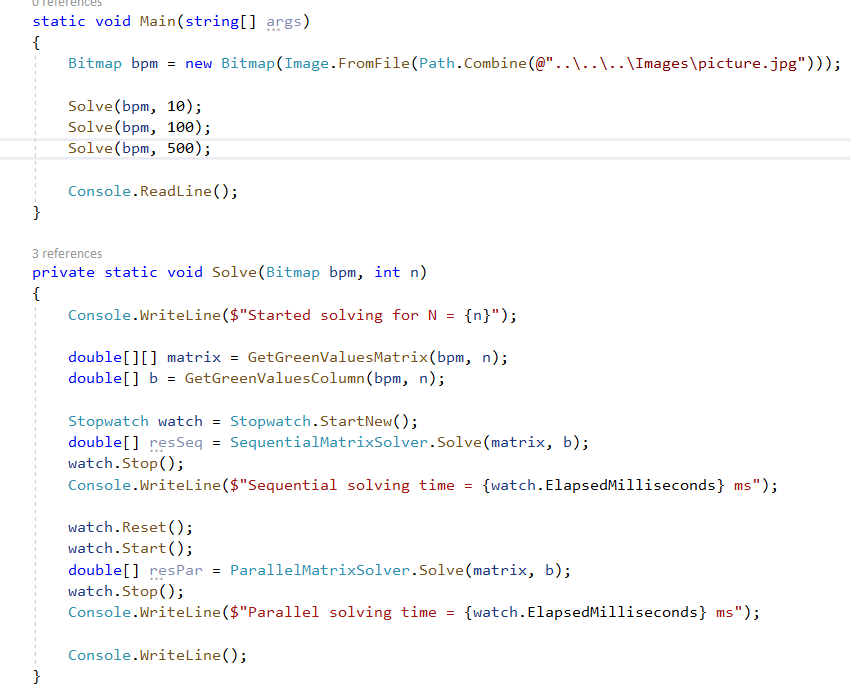 0 references
static void Main(string[] args)
{
Bitmap bpm = new Bitmap(Image.FromFile(Path.Combine(@"..\..\..\Images\picture.jpg")));
Solve(bpm, 10);
Solve(bpm, 100);
Solve(bpm, 500);
Console.ReadLine();
}
3 references
private static void Solve(Bitmap bpm, int n)
{
Console.WriteLine($"Started solving for N = {n}");
double[][] matrix = GetGreenValuesMatrix(bpm, n);
double[] b = GetGreenValuesColumn(bpm, n);
Stopwatch watch = Stopwatch.StartNew();
double[] resSeq = SequentialMatrixSolver.Solve(matrix, b);
watch.Stop();
Console.WriteLine($"Sequential solving time = {watch.ElapsedMilliseconds} ms");
watch.Reset();
watch.Start();
double[] resPar = ParallelMatrixSolver.Solve(matrix, b);
watch.Stop();
Console.WriteLine($"Parallel solving time = {watch.ElapsedMilliseconds} ms");
Console.WriteLine();
}